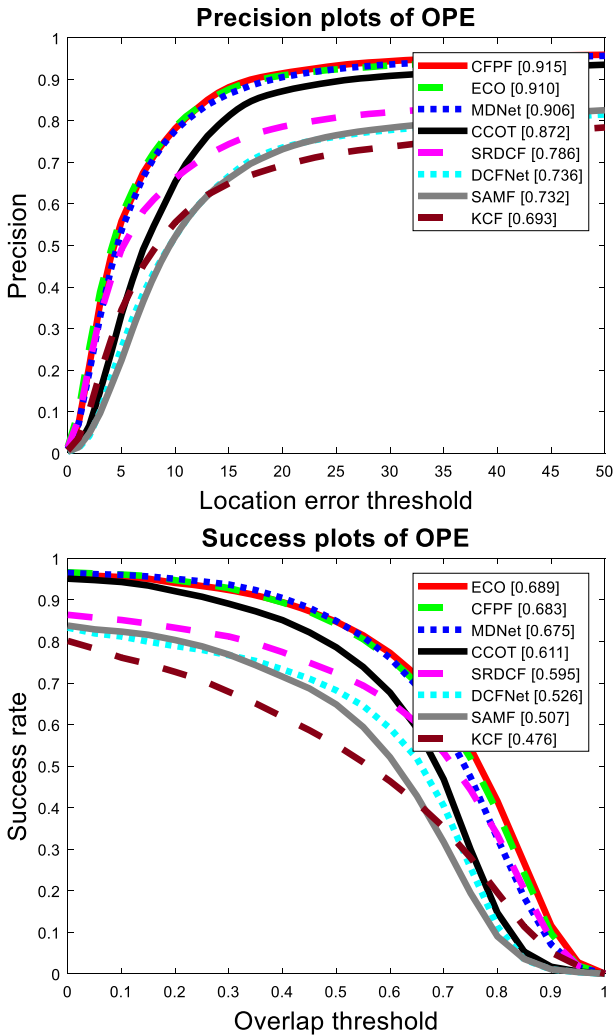 Precision plots of OPE
1
0.9
0.8
0.7
0.6
0.5
0.4
0.3
0.2
0.1
0
Precision
CFPF [0.915]
ECO [0.910]
MDNet [0.906]
CCOT [0.872]
SRDCF [0.786]
DCFNet [0.736]
SAMF [0.732]
KCF [0.693]
0 5 10 15 20 25 30 35 40 45 50
Location error threshold
Success plots of OPE
1
0.9
0.8
0.7
0.6
0.5
0.4
0.3
0.2
0.1
0
Success rate
ECO [0.689]
CFPF [0.683]
MDNet [0.675]
CCOT [0.611]
SRDCF [0.595]
DCFNet [0.526]
SAMF [0.507]
KCF [0.476]
0 0.1 0.2 0.3 0.4 0.5 0.6 0.7 0.8 0.9 1
Overlap threshold